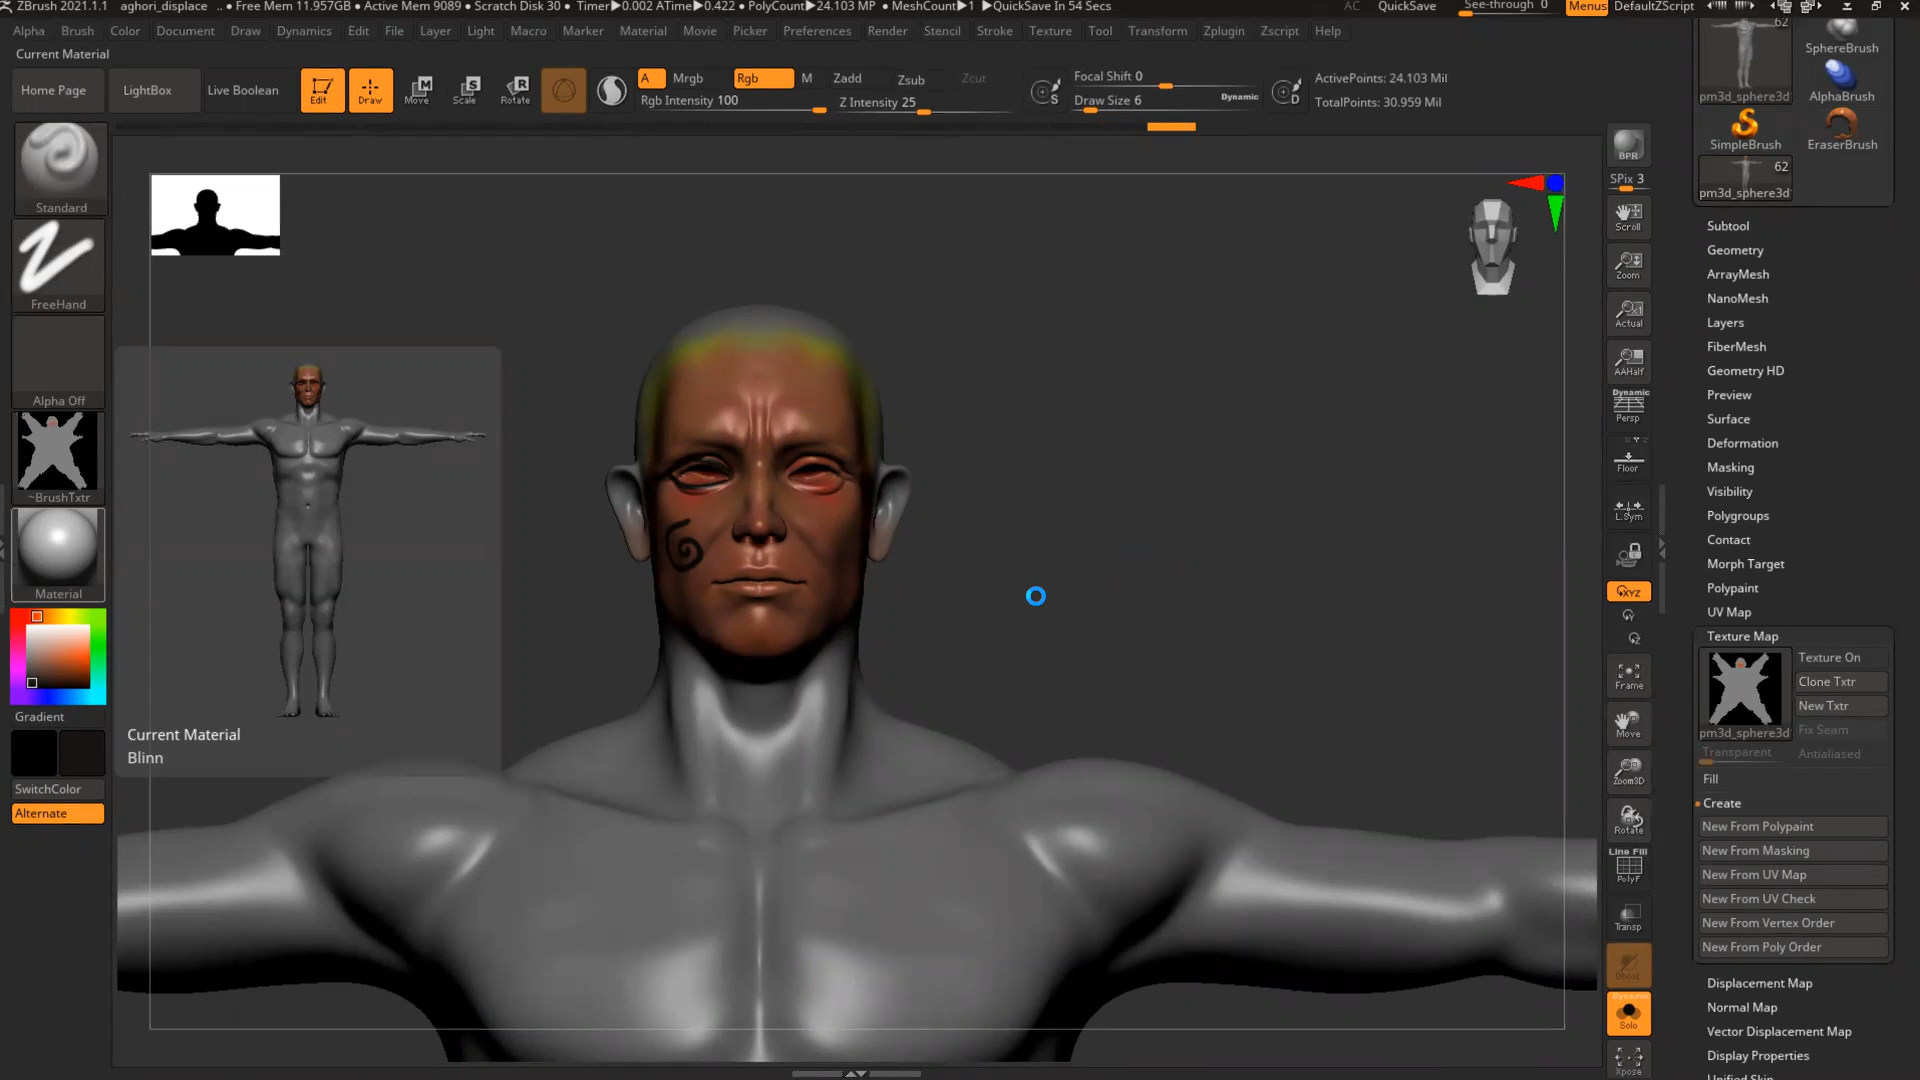 ZBrush 2021.1.1    aghori_displace    .. • Free Mem 11.957GB • Active Mem 9089 • Scratch Disk 30 •  Timer▶0.002 ATime▶0.422  • PolyCount▶24.103 MP  • MeshCount▶1  ▶QuickSave In 54 Secs    AC    QuickSave    See-through  0    Menus    DefaultZScript
Alpha    Brush    Color    Document    Draw    Dynamics    Edit    File    Layer    Light    Macro    Marker    Material    Movie    Picker    Preferences    Render    Stencil    Stroke    Texture    Tool    Transform    Zplugin    Zscript    Help
Current Material
Home Page    LightBox    Live Boolean    Edit    Draw    Move    Scale    Rotate
A    Mrgb    Rgb    M    Zadd    Zsub    Zcut
Rgb Intensity 100    Z Intensity 25
S    Focal Shift 0
Draw Size 6    Dynamic
D    ActivePoints: 24.103 Mil
TotalPoints: 30.959 Mil
Standard
FreeHand
Alpha Off
~BrushTxtr
Material
Gradient
SwitchColor
Alternate
Current Material
Blinn
BPR
SPix 3
Scroll
Zoom
Actual
AAHalf
Dynamic
Persp
Floor
L.Sym
XYZ
Frame
Move
Zoom3D
Rotate
Line Fill
PolyF
Transp
Ghost
Dynamic
Solo
Xpose
62
pm3d_sphere3d
SphereBrush
AlphaBrush
SimpleBrush
EraserBrush
62
pm3d_sphere3d
Subtool
Geometry
ArrayMesh
NanoMesh
Layers
FiberMesh
Geometry HD
Preview
Surface
Deformation
Masking
Visibility
Polygroups
Contact
Morph Target
Polypaint
UV Map
Texture Map
Texture On
Clone Txtr
New Txtr
Fix Seam
pm3d_sphere3d
Transparent    Antialiased
Fill
Create
New From Polypaint
New From Masking
New From UV Map
New From UV Check
New From Vertex Order
New From Poly Order
Displacement Map
Normal Map
Vector Displacement Map
Display Properties
Unified Skin